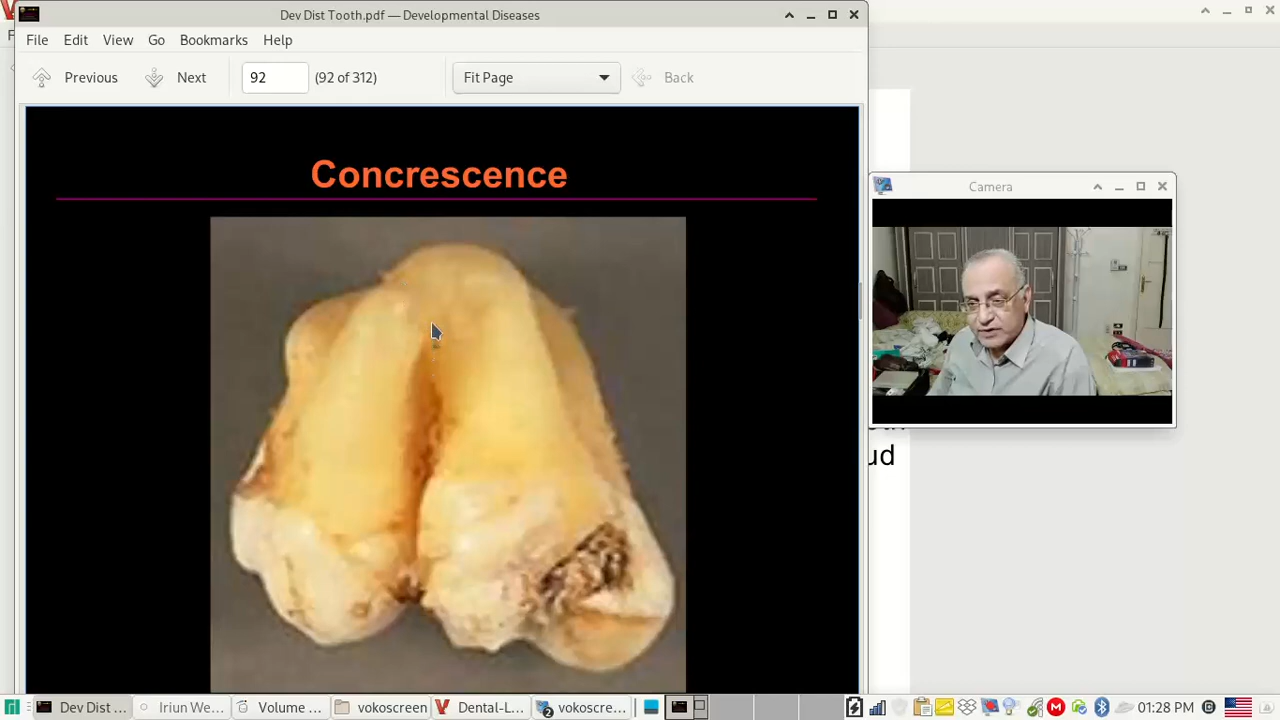 Dev Dist Tooth.pdf — Developmental Diseases
File Edit View Go Bookmarks Help
Previous Next 92 (92 of 312) Fit Page Back
Concrescence
Camera
ud
Dev Dist ... Iriun We... Volume ... vokoscreen Dental-L... vokoscre... 01:28 PM